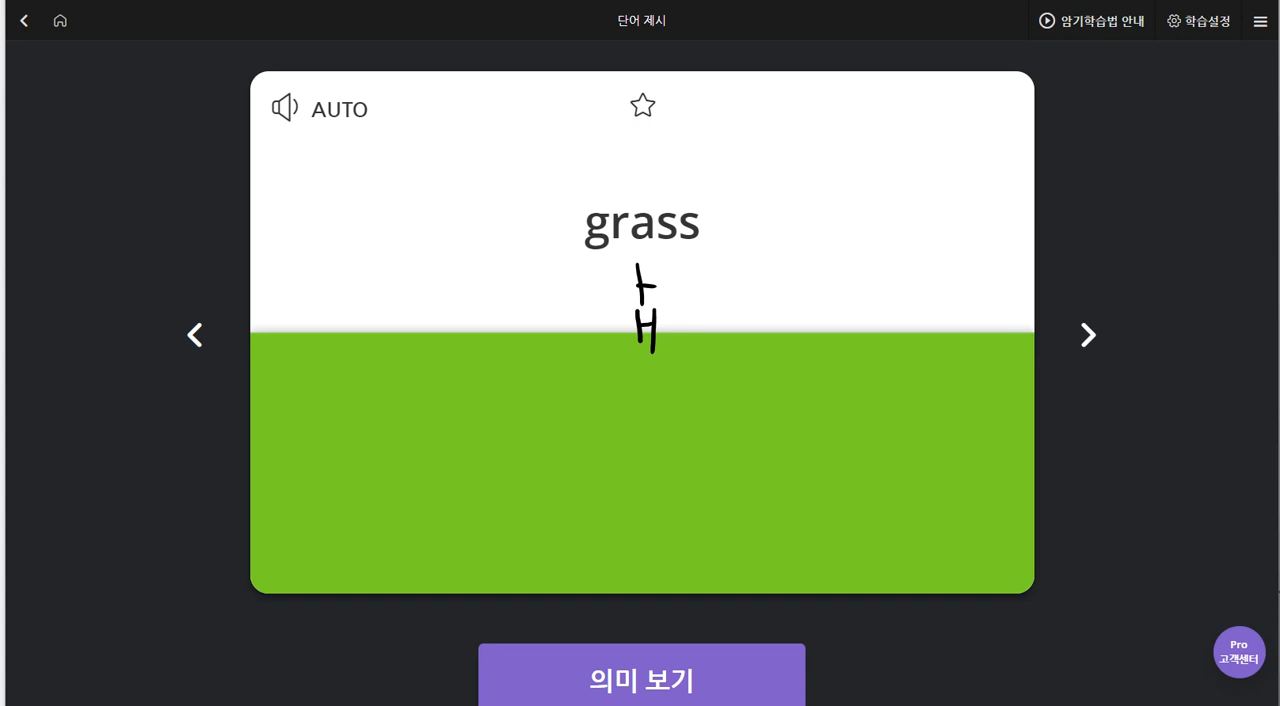 단어 제시
암기학습법 안내
학습설정
AUTO
grass
ㅏ
ㅐ
의미 보기
Pro
고객센터